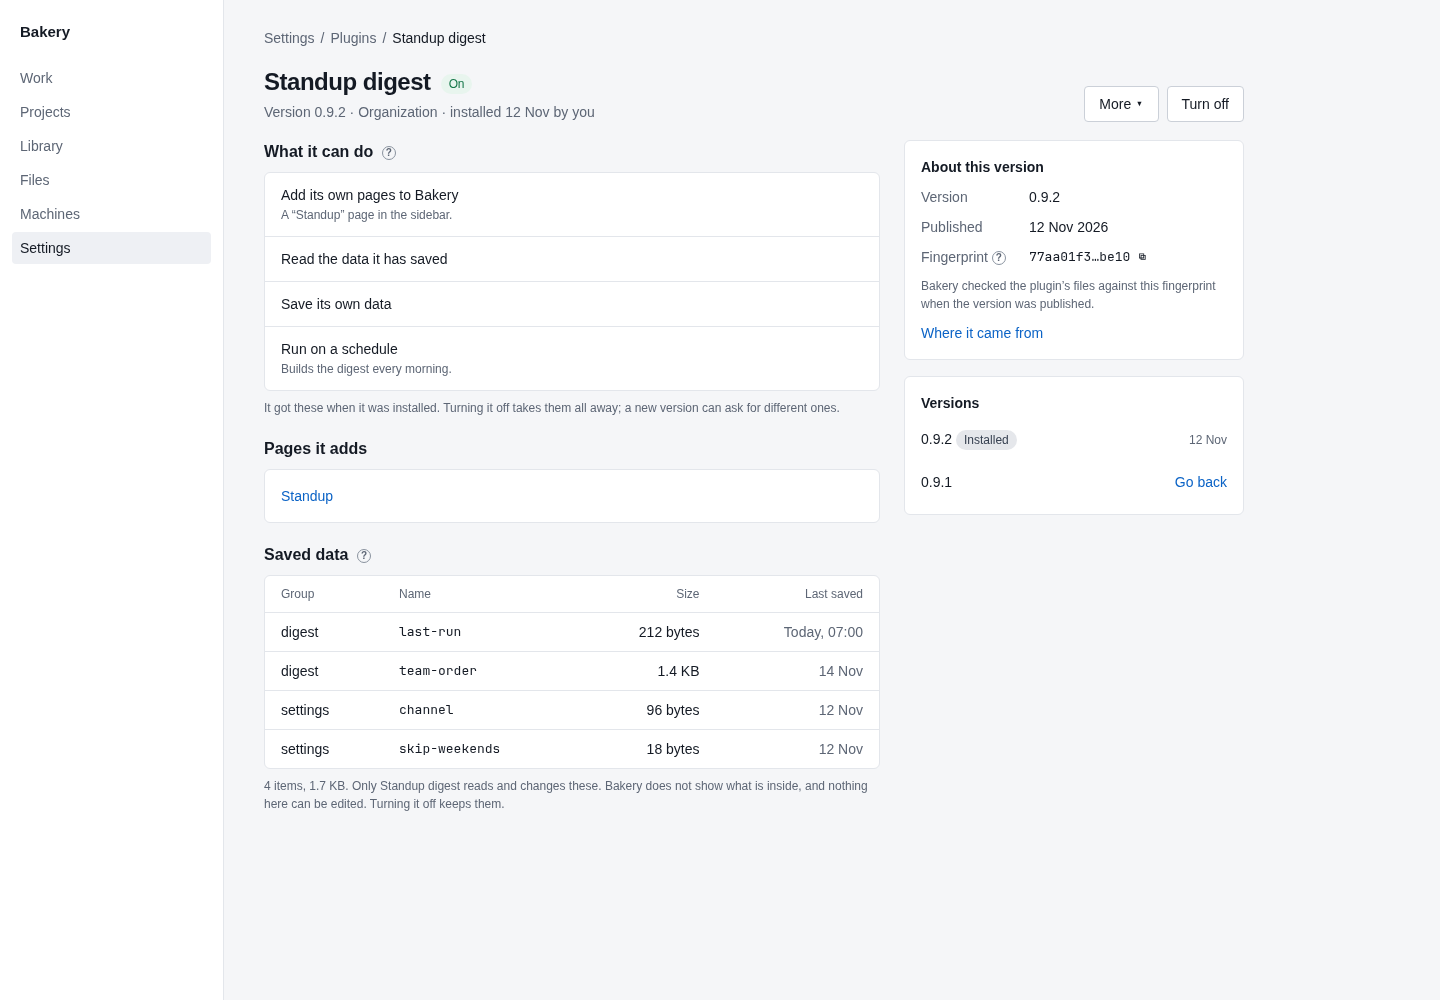 Bakery
Work
Projects
Library
Files
Machines
Settings
Settings / Plugins / Standup digest
Standup digest On
Version 0.9.2 · Organization · installed 12 Nov by you
More
Turn off
What it can do ?
Add its own pages to Bakery
A “Standup” page in the sidebar.
Read the data it has saved
Save its own data
Run on a schedule
Builds the digest every morning.
It got these when it was installed. Turning it off takes them all away; a new version can ask for different ones.
Pages it adds
Standup
Saved data ?
Group Name Size Last saved
digest last-run 212 bytes Today, 07:00
digest team-order 1.4 KB 14 Nov
settings channel 96 bytes 12 Nov
settings skip-weekends 18 bytes 12 Nov
4 items, 1.7 KB. Only Standup digest reads and changes these. Bakery does not show what is inside, and nothing
here can be edited. Turning it off keeps them.
About this version
Version 0.9.2
Published 12 Nov 2026
Fingerprint ? 77aa01f3…be10
Bakery checked the plugin’s files against this fingerprint
when the version was published.
Where it came from
Versions
0.9.2 Installed 12 Nov
0.9.1 Go back